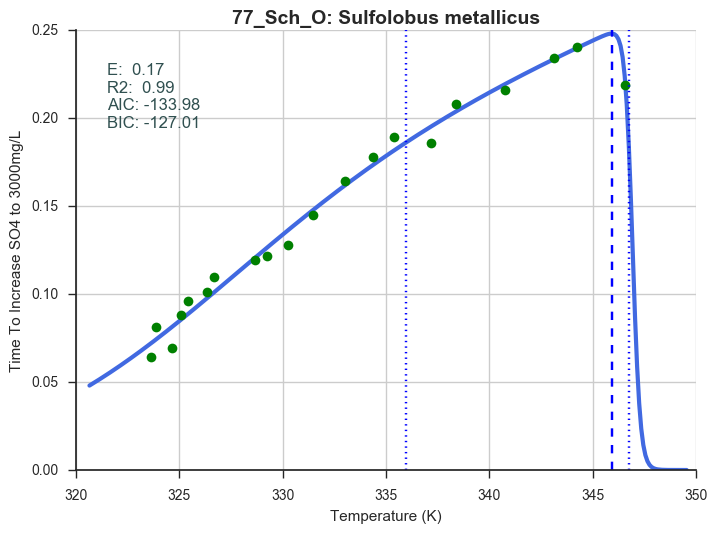 77_Sch_O: Sulfolobus metallicus
E:  0.17
R2:  0.99
AIC: -133.98
BIC: -127.01
Time To Increase SO4 to 3000mg/L
0.25
0.20
0.15
0.10
0.05
0.00
320 325 330 335 340 345 350
Temperature (K)